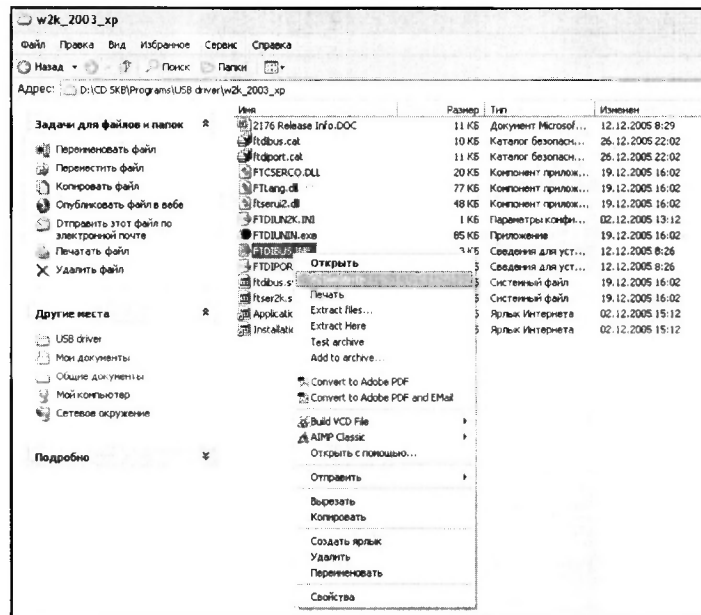 w2k_2003_xp
Файл Правка Вид Избранное Сервис Справка
Назад Поиск Папки
Адрес: D:\CD SKB\Programs\USB driver\w2k_2003_xp
Имя Размер Тип Изменен
Задачи для файлов и папок
Переименовать файл
Переместить файл
Копировать файл
Опубликовать файл в вебе
Отправить этот файл по
электронной почте
Печатать файл
Удалить файл
Другие места
USB driver
Мои документы
Общие документы
Мой компьютер
Сетевое окружение
Подробно
2176 Release Info.DOC 11 КБ Документ Microsof... 12.12.2005 8:29
ftdibus.cat 10 КБ Каталог безопасн... 26.12.2005 22:02
ftdiport.cat 11 КБ Каталог безопасн... 26.12.2005 22:02
FTCSERCO.DLL 20 КБ Компонент прилож... 19.12.2005 16:02
FTLang.dll 77 КБ Компонент прилож... 19.12.2005 16:02
ftserui2.dll 48 КБ Компонент прилож... 19.12.2005 16:02
FTDIUN2K.INI 1 КБ Параметры конфи... 02.12.2005 13:12
FTDIUNIN.exe 85 КБ Приложение 19.12.2005 16:02
FTDIBUS.INF 3 КБ Сведения для уст... 12.12.2005 8:26
FTDIPOR Б Сведения для уст... 12.12.2005 8:26
ftdibus.s Б Системный файл 19.12.2005 16:02
ftser2k.s Б Системный файл 19.12.2005 16:02
Applicatio Б Ярлык Интернета 02.12.2005 15:12
Installatio Б Ярлык Интернета 02.12.2005 15:12
Открыть
Печать
Extract files...
Extract Here
Test archive
Add to archive...
Convert to Adobe PDF
Convert to Adobe PDF and EMail
Build VCD File
AIMP Classic
Открыть с помощью...
Отправить
Вырезать
Копировать
Создать ярлык
Удалить
Переименовать
Свойства